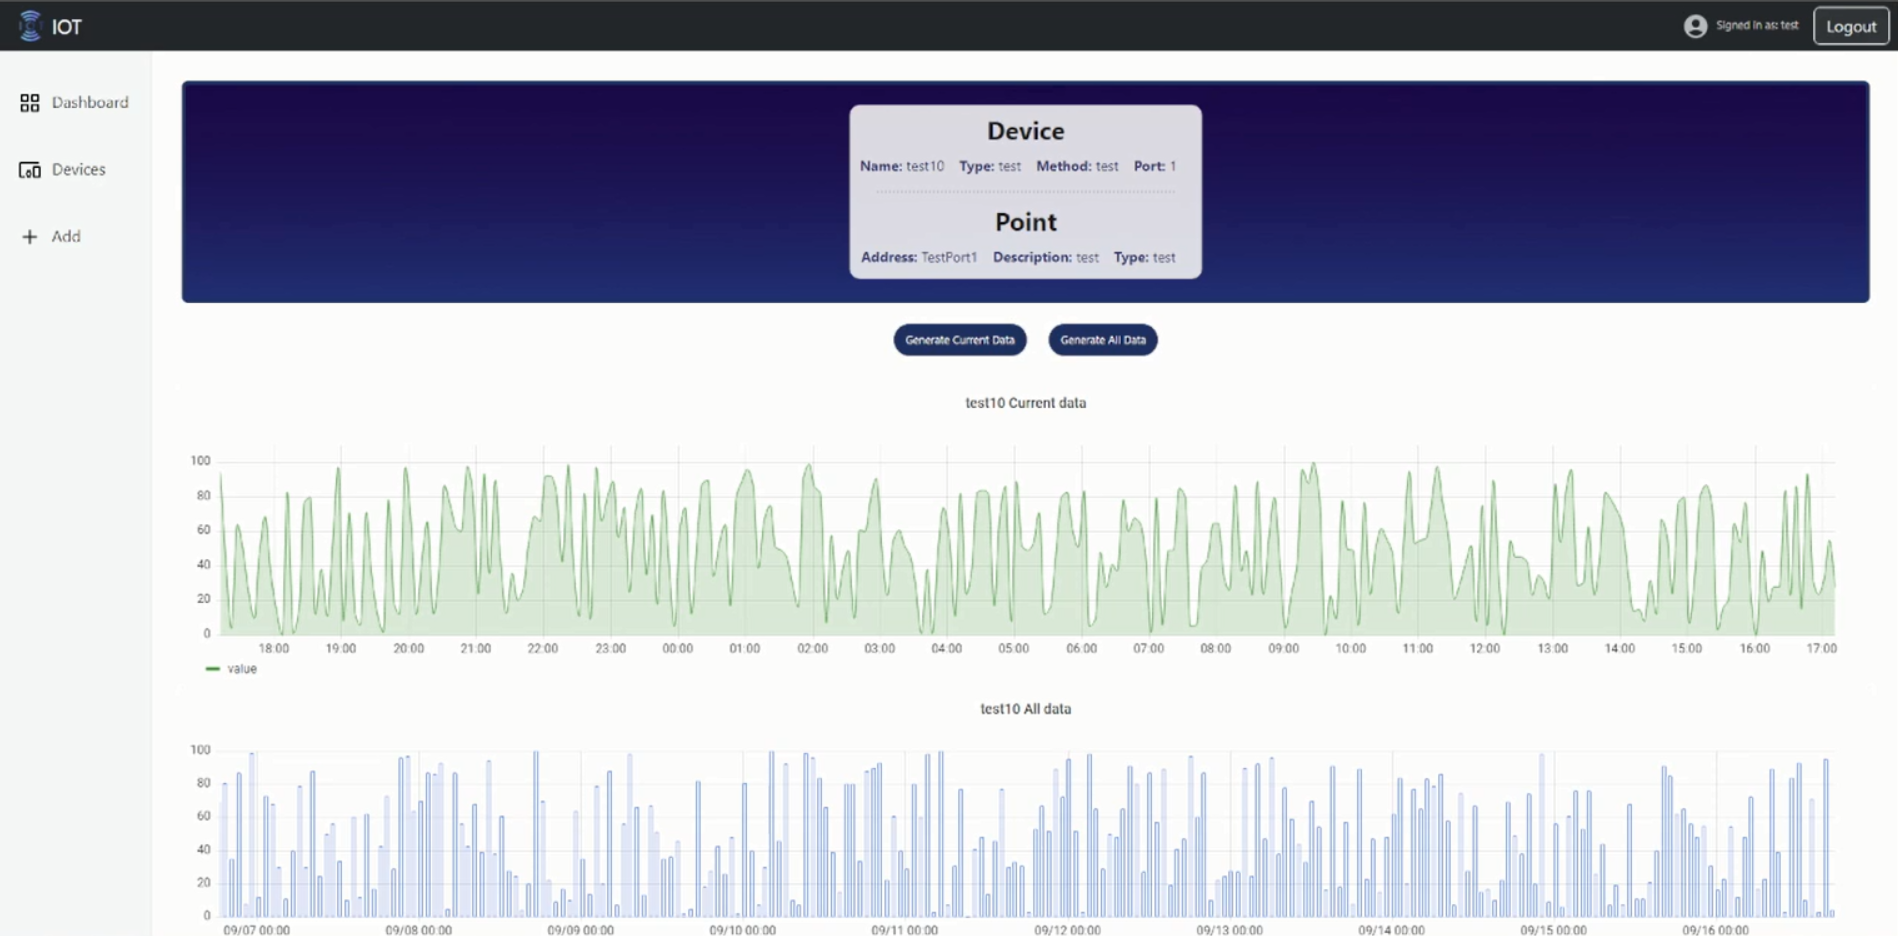 IOT
Signed in as: test
Logout
Dashboard
Devices
Add
Device
Name: test10 Type: test Method: test Port: 1
Point
Address: TestPort1 Description: test Type: test
Generate Current Data
Generate All Data
test10 Current data
100
80
60
40
20
0
18:00 19:00 20:00 21:00 22:00 23:00 00:00 01:00 02:00 03:00 04:00 05:00 06:00 07:00 08:00 09:00 10:00 11:00 12:00 13:00 14:00 15:00 16:00 17:00
value
test10 All data
100
80
60
40
20
0
09/07 00:00 09/08 00:00 09/09 00:00 09/10 00:00 09/11 00:00 09/12 00:00 09/13 00:00 09/14 00:00 09/15 00:00 09/16 00:00